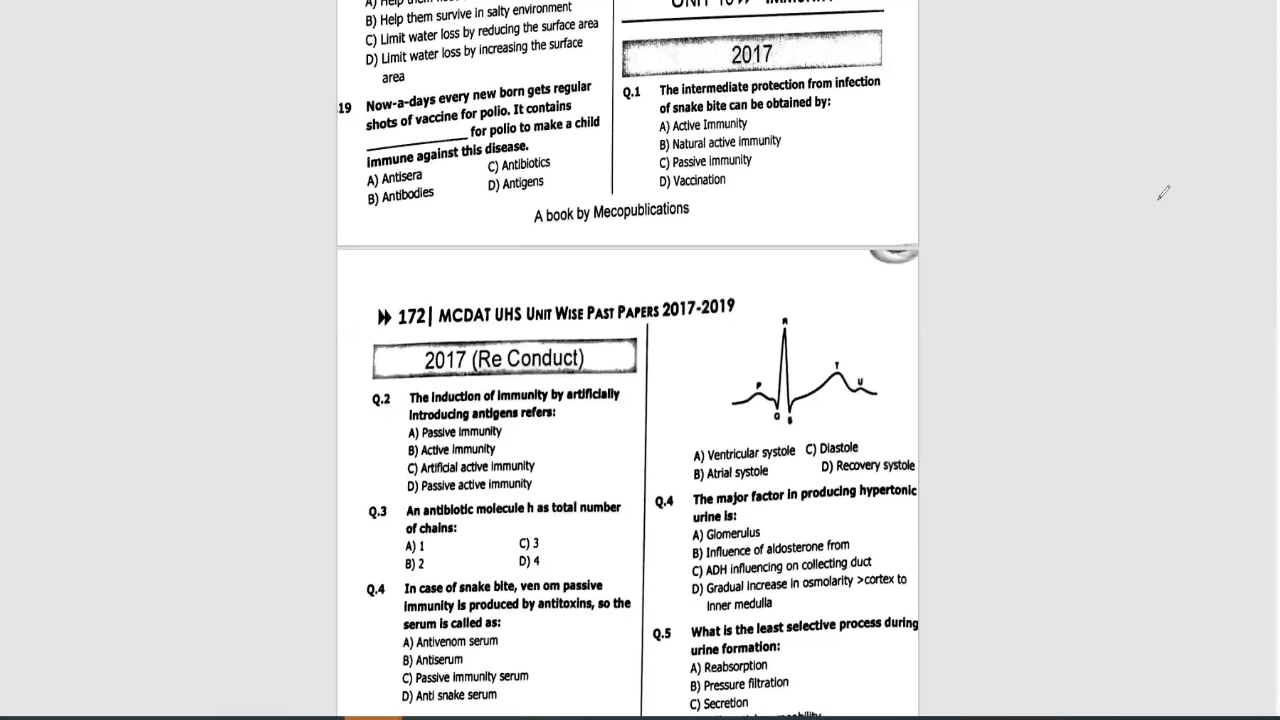 B) Help them survive in salty environment
C) Limit water loss by reducing the surface area
D) Limit water loss by increasing the surface
area
19 Now-a-days every new born gets regular
shots of vaccine for polio. It contains
____________ for polio to make a child
immune against this disease.
A) Antisera C) Antibiotics
B) Antibodies D) Antigens
2017
Q.1 The intermediate protection from infection
of snake bite can be obtained by:
A) Active Immunity
B) Natural active immunity
C) Passive immunity
D) Vaccination
A book by Mecopublications
172| MCDAT UHS UNIT WISE PAST PAPERS 2017-2019
2017 (Re Conduct)
Q.2 The induction of immunity by artificially
introducing antigens refers:
A) Passive immunity
B) Active immunity
C) Artificial active immunity
D) Passive active immunity
Q.3 An antibiotic molecule h as total number
of chains:
A) 1 C) 3
B) 2 D) 4
Q.4 In case of snake bite, ven om passive
immunity is produced by antitoxins, so the
serum is called as:
A) Antivenom serum
B) Antiserum
C) Passive immunity serum
D) Anti snake serum
R
P
T
U
Q
S
A) Ventricular systole C) Diastole
B) Atrial systole D) Recovery systole
Q.4 The major factor in producing hypertonic
urine is:
A) Glomerulus
B) Influence of aldosterone from
C) ADH influencing on collecting duct
D) Gradual increase in osmolarity >cortex to
inner medulla
Q.5 What is the least selective process during
urine formation:
A) Reabsorption
B) Pressure filtration
C) Secretion